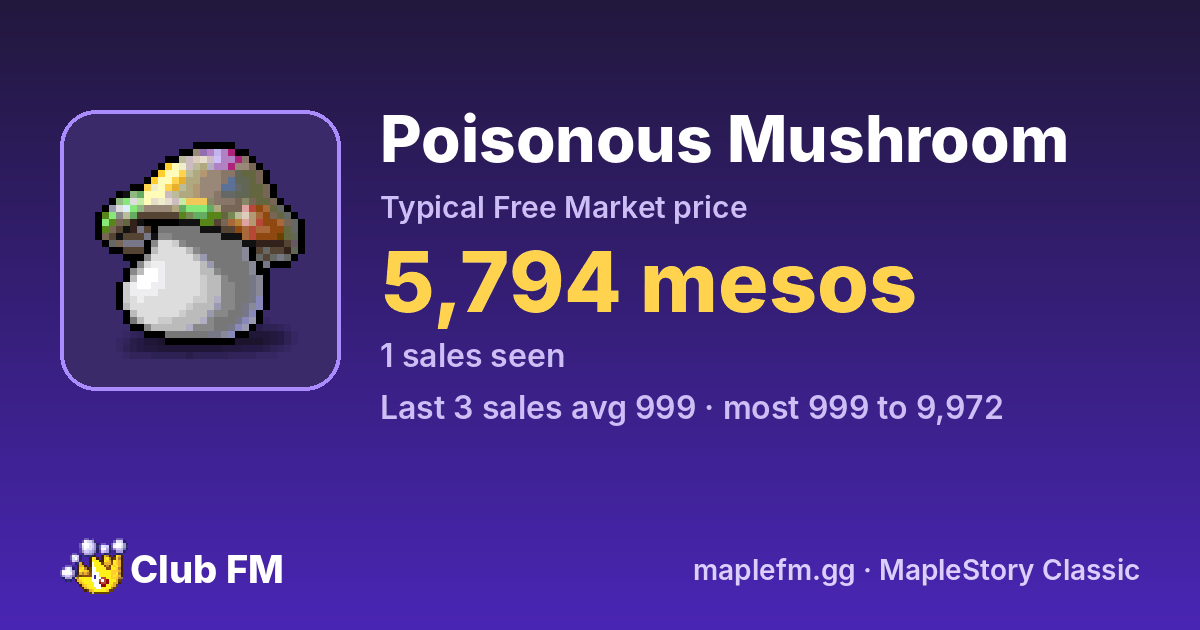 Poisonous Mushroom
Typical Free Market price
5,794 mesos
1 sales seen
Last 3 sales avg 999 · most 999 to 9,972
Club FM
maplefm.gg · MapleStory Classic